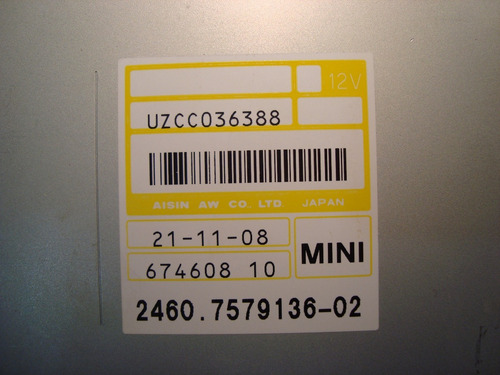 12V
UZCC036388
AISIN AW CO. LTD. JAPAN
21-11-08
MINI
674608 10
2460.7579136-02